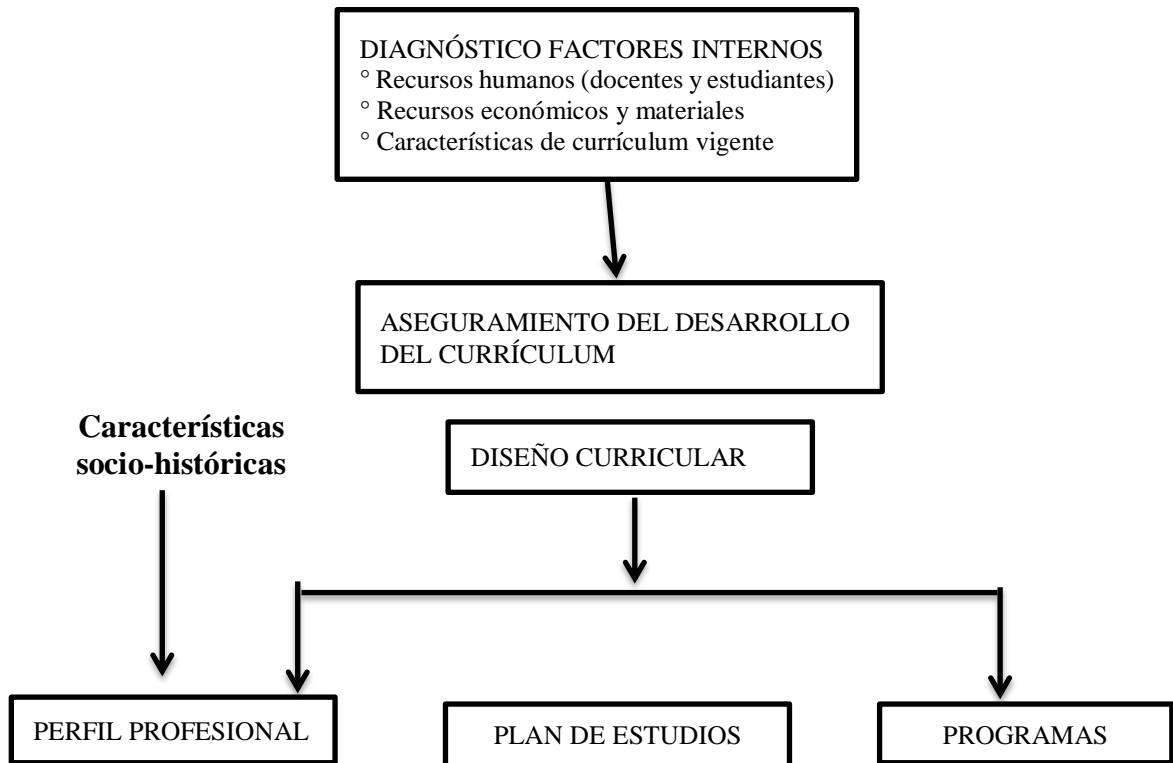 DIAGNÓSTICO FACTORES INTERNOS
° Recursos humanos (docentes y estudiantes)
° Recursos económicos y materiales
° Características de currículum vigente
ASEGURAMIENTO DEL DESARROLLO
DEL CURRÍCULUM
Características
socio-históricas
DISEÑO CURRICULAR
PERFIL PROFESIONAL
PLAN DE ESTUDIOS
PROGRAMAS